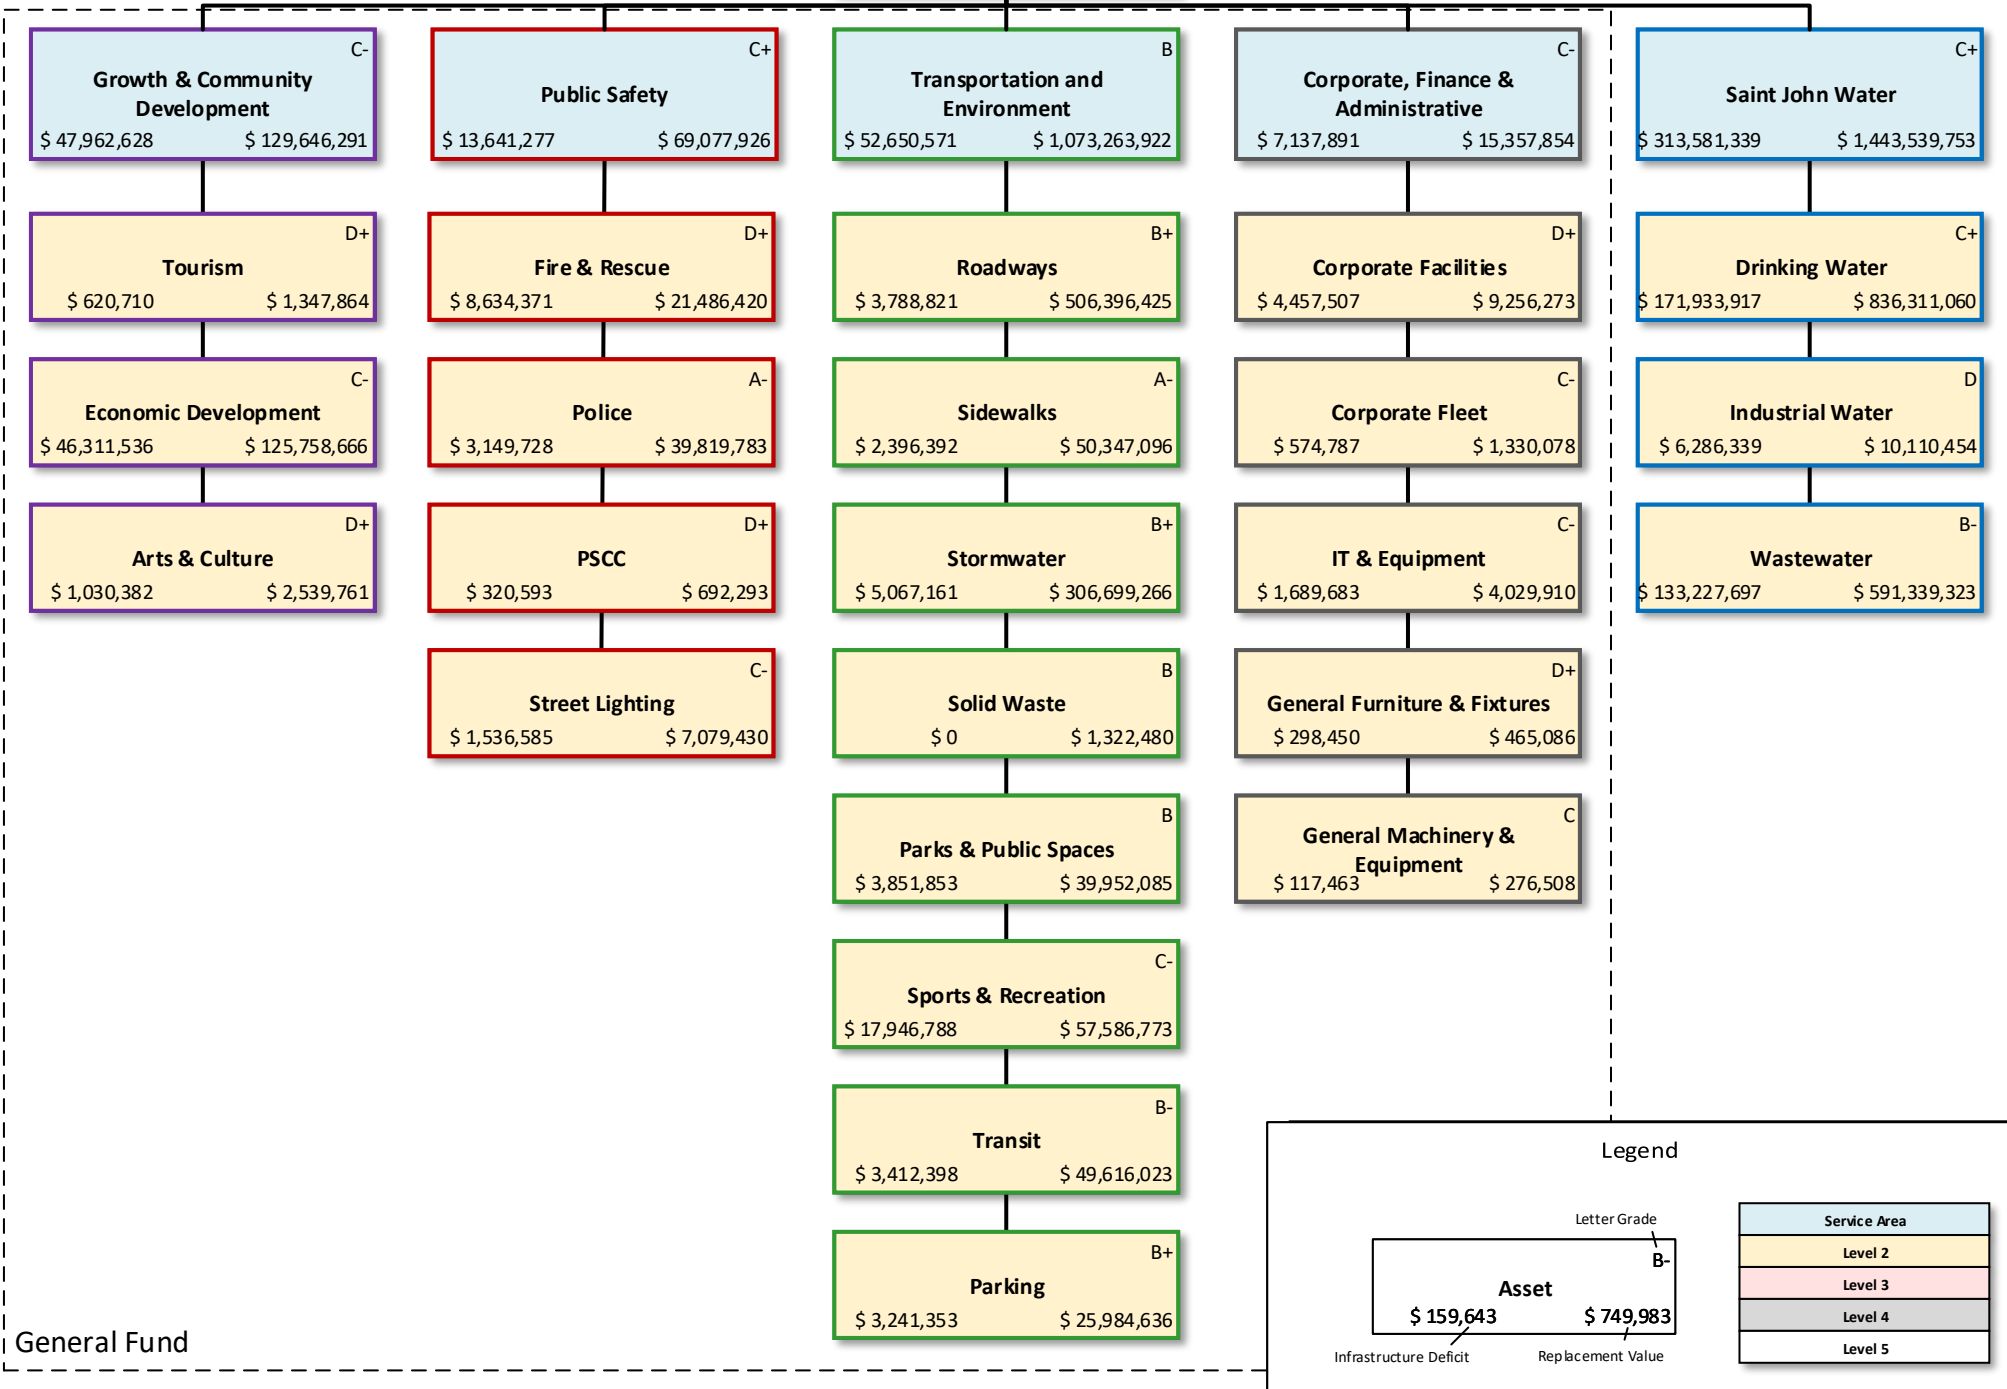 C-
Growth & Community
Development
$ 47,962,628 $ 129,646,291
D+
Tourism
$ 620,710 $ 1,347,864
C-
Economic Development
$ 46,311,536 $ 125,758,666
D+
Arts & Culture
$ 1,030,382 $ 2,539,761
C+
Public Safety
$ 13,641,277 $ 69,077,926
D+
Fire & Rescue
$ 8,634,371 $ 21,486,420
A-
Police
$ 3,149,728 $ 39,819,783
D+
PSCC
$ 320,593 $ 692,293
C-
Street Lighting
$ 1,536,585 $ 7,079,430
B
Transportation and
Environment
$ 52,650,571 $ 1,073,263,922
B+
Roadways
$ 3,788,821 $ 506,396,425
A-
Sidewalks
$ 2,396,392 $ 50,347,096
B+
Stormwater
$ 5,067,161 $ 306,699,266
B
Solid Waste
$ 0 $ 1,322,480
B
Parks & Public Spaces
$ 3,851,853 $ 39,952,085
C-
Sports & Recreation
$ 17,946,788 $ 57,586,773
B-
Transit
$ 3,412,398 $ 49,616,023
B+
Parking
$ 3,241,353 $ 25,984,636
C-
Corporate, Finance &
Administrative
$ 7,137,891 $ 15,357,854
D+
Corporate Facilities
$ 4,457,507 $ 9,256,273
C-
Corporate Fleet
$ 574,787 $ 1,330,078
C-
IT & Equipment
$ 1,689,683 $ 4,029,910
D+
General Furniture & Fixtures
$ 298,450 $ 465,086
C
General Machinery &
Equipment
$ 117,463 $ 276,508
C+
Saint John Water
$ 313,581,339 $ 1,443,539,753
C+
Drinking Water
$ 171,933,917 $ 836,311,060
D
Industrial Water
$ 6,286,339 $ 10,110,454
B-
Wastewater
$ 133,227,697 $ 591,339,323
General Fund
Legend
Letter Grade
B-
Asset
$ 159,643 $ 749,983
Infrastructure Deficit Replacement Value
Service Area
Level 2
Level 3
Level 4
Level 5